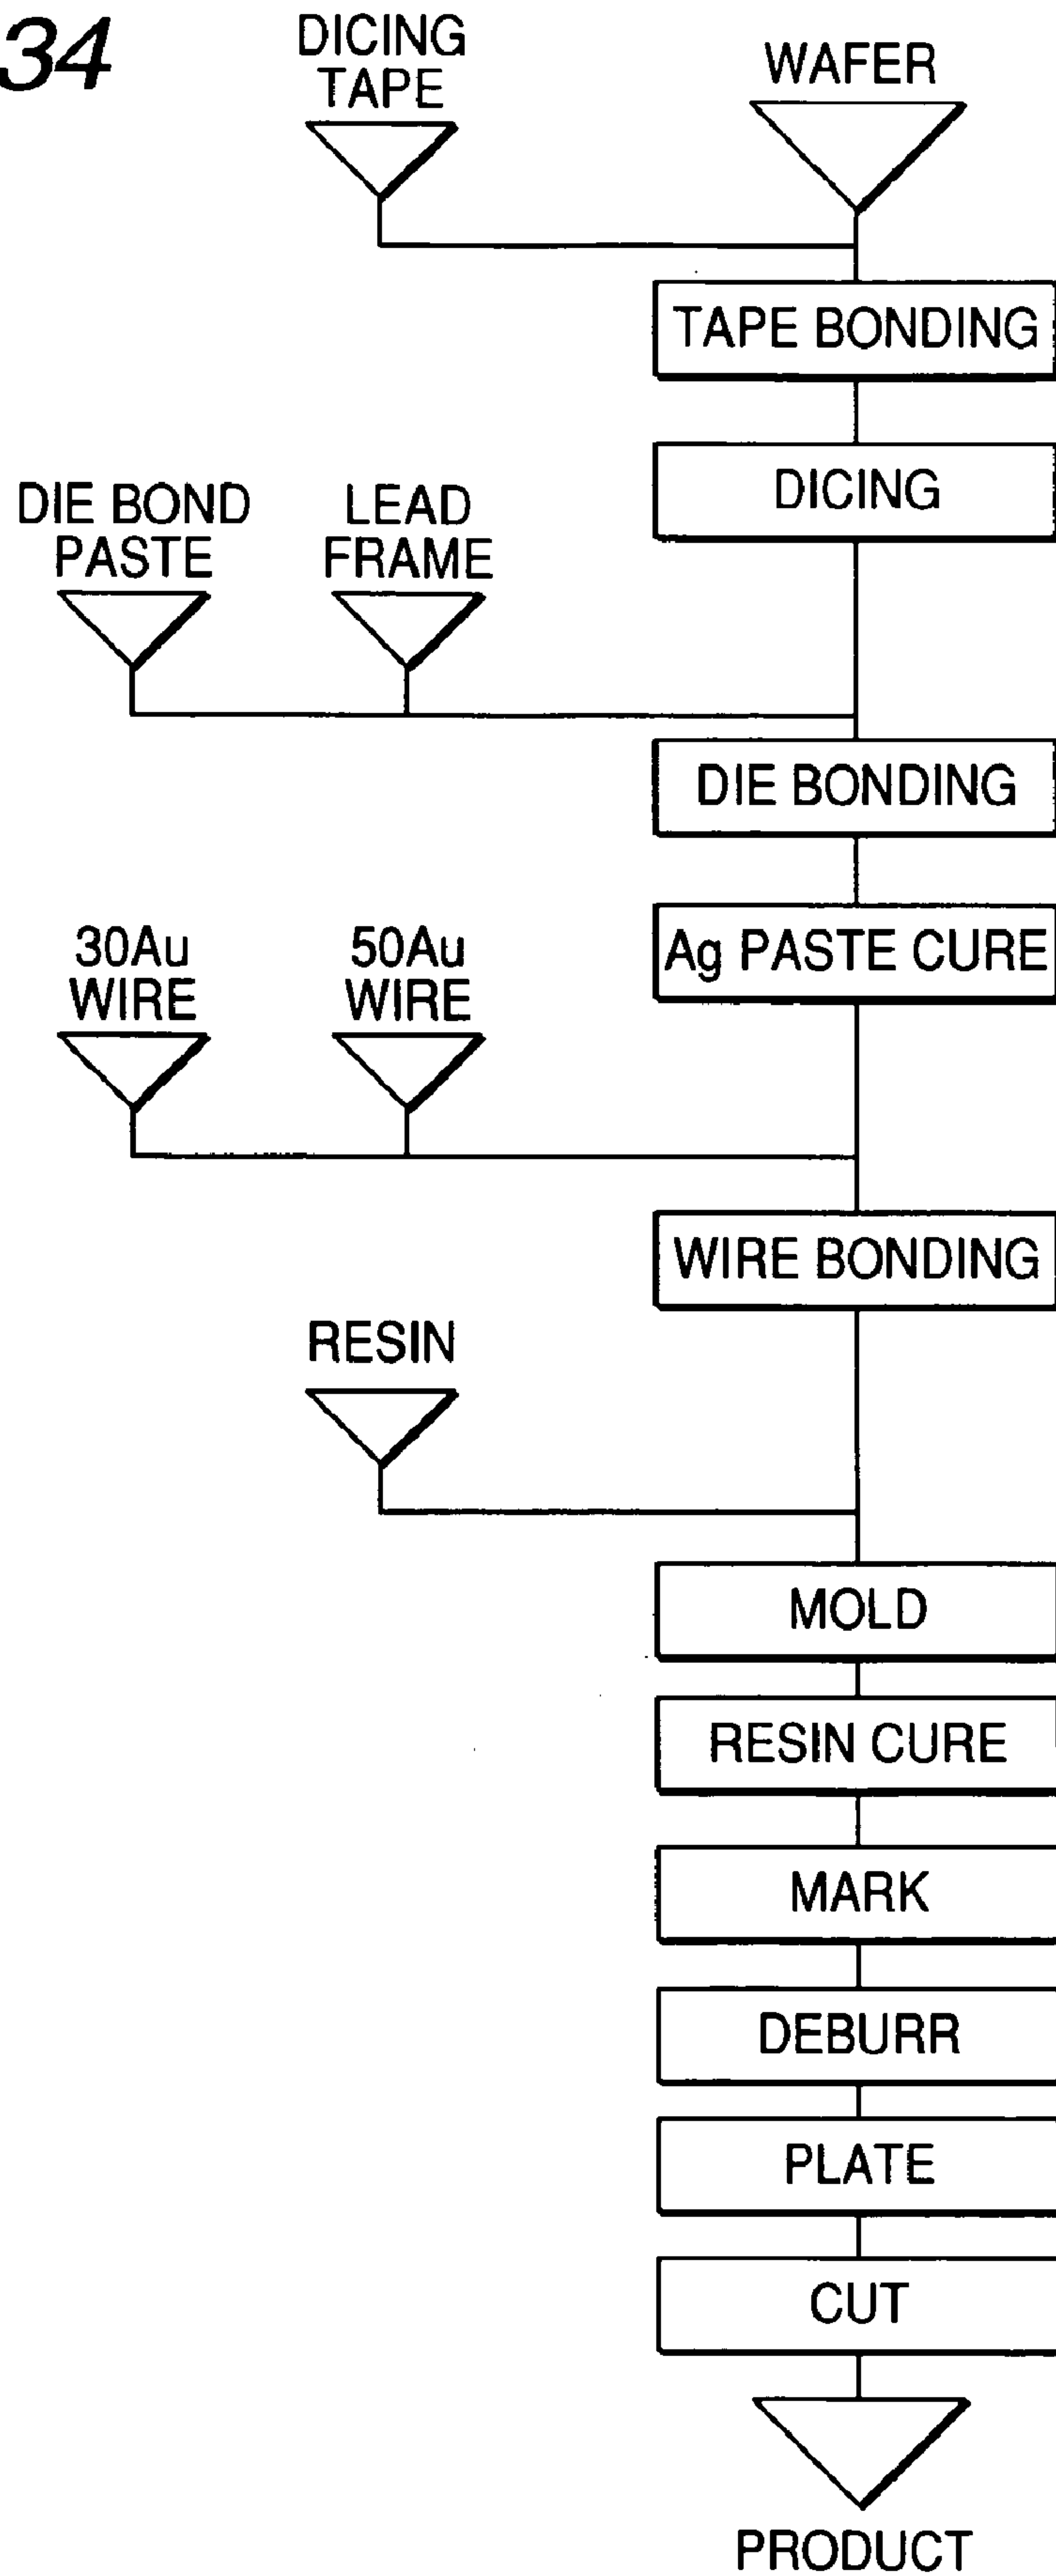 34
DICING
TAPE
WAFER
TAPE BONDING
DICING
DIE BOND
PASTE
LEAD
FRAME
DIE BONDING
Ag PASTE CURE
30Au
WIRE
50Au
WIRE
WIRE BONDING
RESIN
MOLD
RESIN CURE
MARK
DEBURR
PLATE
CUT
PRODUCT